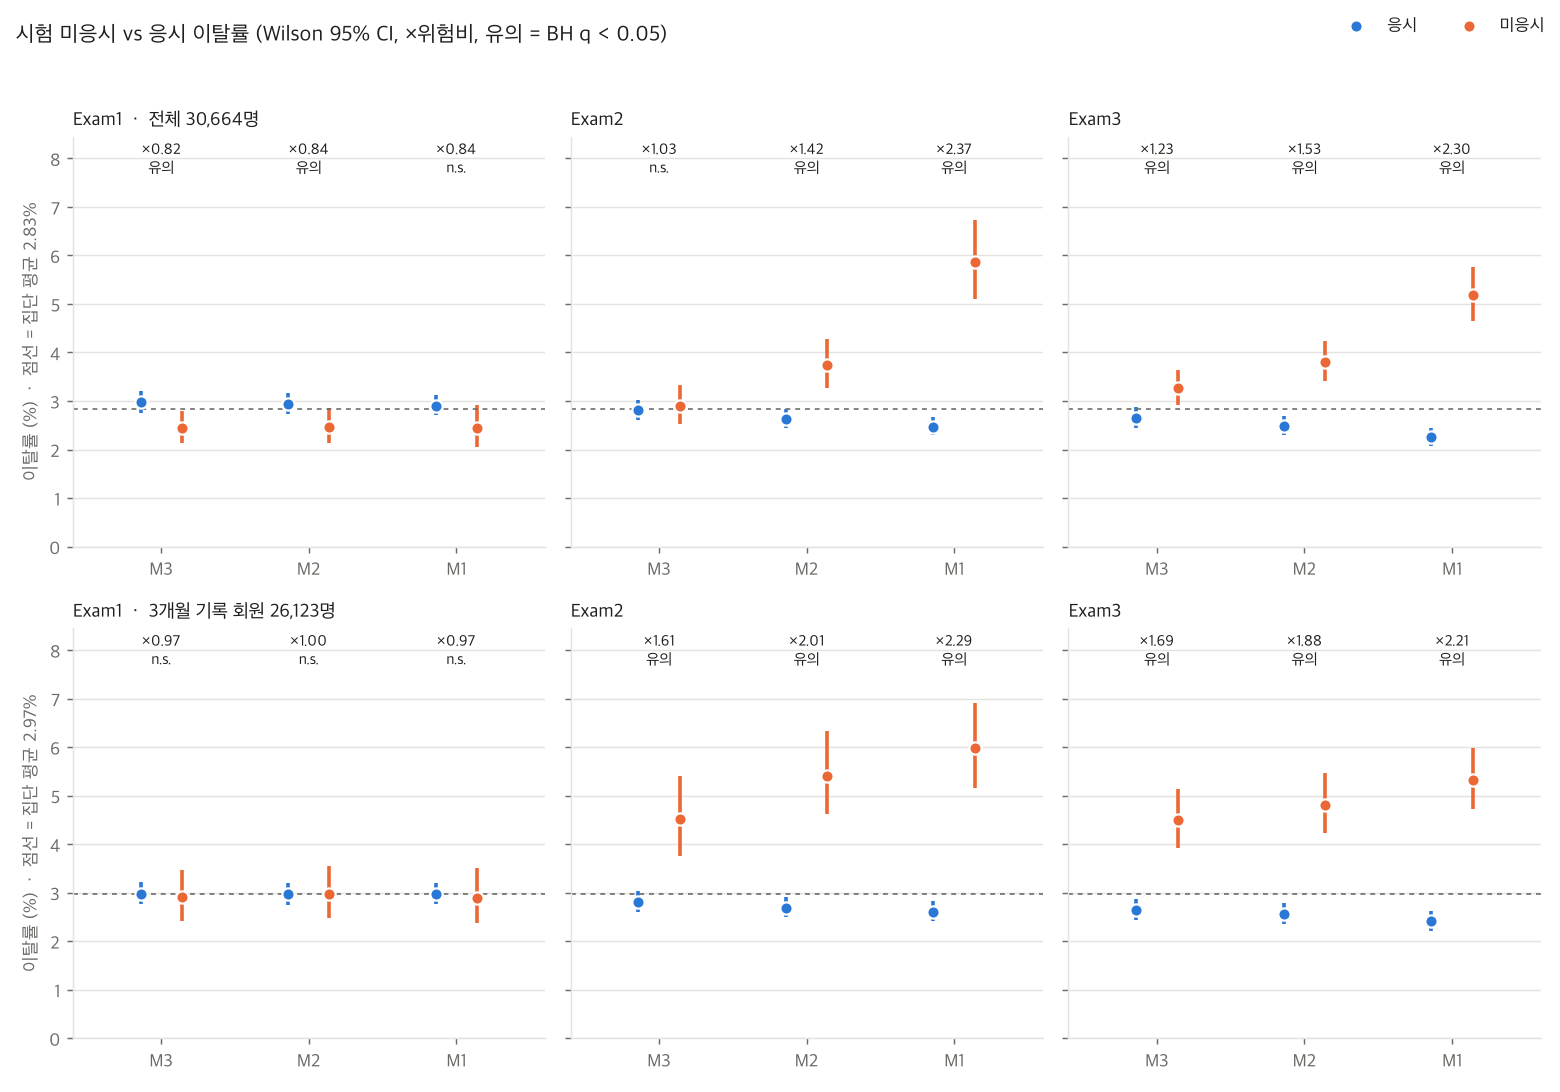 시험 미응시 vs 응시 이탈률 (Wilson 95% CI, ×위험비, 유의 = BH q < 0.05)
응시 미응시
Exam1 · 전체 30,664명
×0.82 ×0.84 ×0.84
유의 유의 n.s.
이탈률 (%) · 점선 = 집단 평균 2.83%
8
7
6
5
4
3
2
1
0
M3 M2 M1
Exam2
×1.03 ×1.42 ×2.37
n.s. 유의 유의
M3 M2 M1
Exam3
×1.23 ×1.53 ×2.30
유의 유의 유의
M3 M2 M1
Exam1 · 3개월 기록 회원 26,123명
×0.97 ×1.00 ×0.97
n.s. n.s. n.s.
이탈률 (%) · 점선 = 집단 평균 2.97%
8
7
6
5
4
3
2
1
0
M3 M2 M1
Exam2
×1.61 ×2.01 ×2.29
유의 유의 유의
M3 M2 M1
Exam3
×1.69 ×1.88 ×2.21
유의 유의 유의
M3 M2 M1